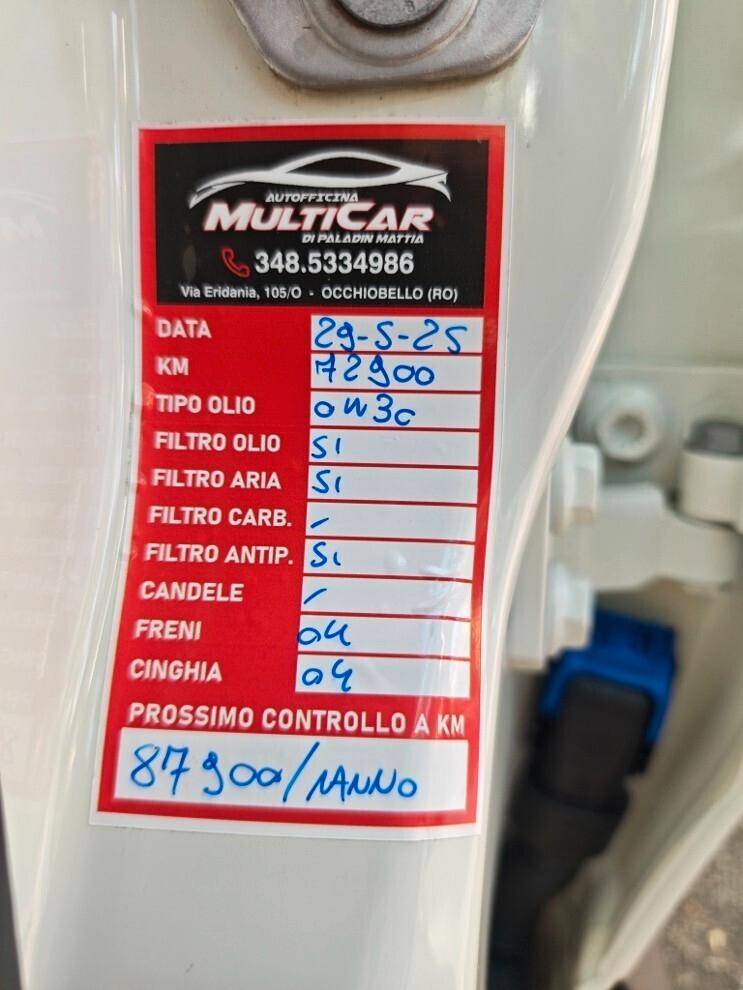 AUTOFFICINA
MULTICAR
DI PALADIN MATTIA
348.5334986
Via Eridania, 105/O - OCCHIOBELLO (RO)
DATA 29-5-25
KM 72900
TIPO OLIO 0W30
FILTRO OLIO SI
FILTRO ARIA SI
FILTRO CARB. -
FILTRO ANTIP. SI
CANDELE -
FRENI OK
CINGHIA OK
PROSSIMO CONTROLLO A KM
87900/1ANNO